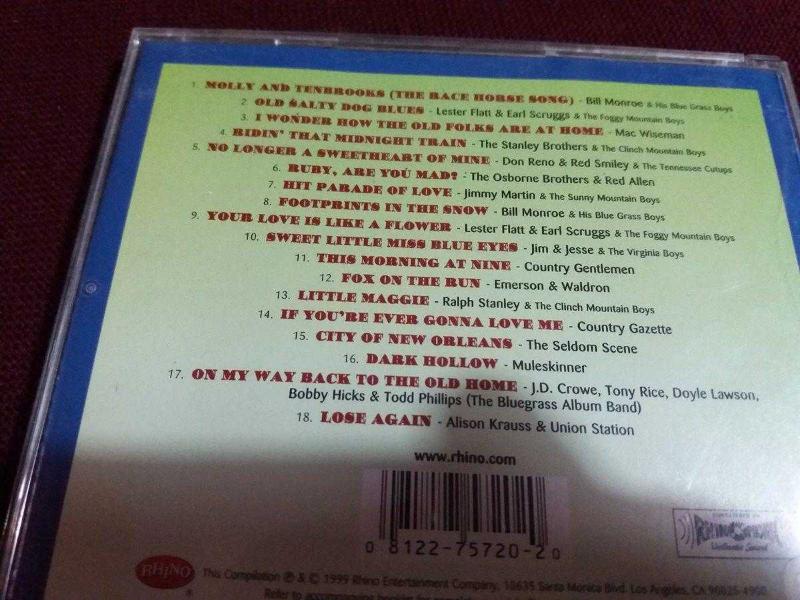 1. MOLLY AND TENBROOKS (THE RACE HORSE SONG) - Bill Monroe & His Blue Grass Boys
2. OLD SALTY DOG BLUES - Lester Flatt & Earl Scruggs & The Foggy Mountain Boys
3. I WONDER HOW THE OLD FOLKS ARE AT HOME - Mac Wiseman
4. RIDIN' THAT MIDNIGHT TRAIN - The Stanley Brothers & The Clinch Mountain Boys
5. NO LONGER A SWEETHEART OF MINE - Don Reno & Red Smiley & The Tennessee Cutups
6. RUBY, ARE YOU MAD? - The Osborne Brothers & Red Allen
7. HIT PARADE OF LOVE - Jimmy Martin & The Sunny Mountain Boys
8. FOOTPRINTS IN THE SNOW - Bill Monroe & His Blue Grass Boys
9. YOUR LOVE IS LIKE A FLOWER - Lester Flatt & Earl Scruggs & The Foggy Mountain Boys
10. SWEET LITTLE MISS BLUE EYES - Jim & Jesse & The Virginia Boys
11. THIS MORNING AT NINE - Country Gentlemen
12. FOX ON THE RUN - Emerson & Waldron
13. LITTLE MAGGIE - Ralph Stanley & The Clinch Mountain Boys
14. IF YOU'RE EVER GONNA LOVE ME - Country Gazette
15. CITY OF NEW ORLEANS - The Seldom Scene
16. DARK HOLLOW - Muleskinner
17. ON MY WAY BACK TO THE OLD HOME - J.D. Crowe, Tony Rice, Doyle Lawson,
Bobby Hicks & Todd Phillips (The Bluegrass Album Band)
18. LOSE AGAIN - Alison Krauss & Union Station
www.rhino.com
0 8122-75720-2 0
RHINO
This Compilation ℗ & © 1999 Rhino Entertainment Company, 10635 Santa Monica Blvd. Los Angeles, CA 90025-4900
Refer to accompanying booklet for